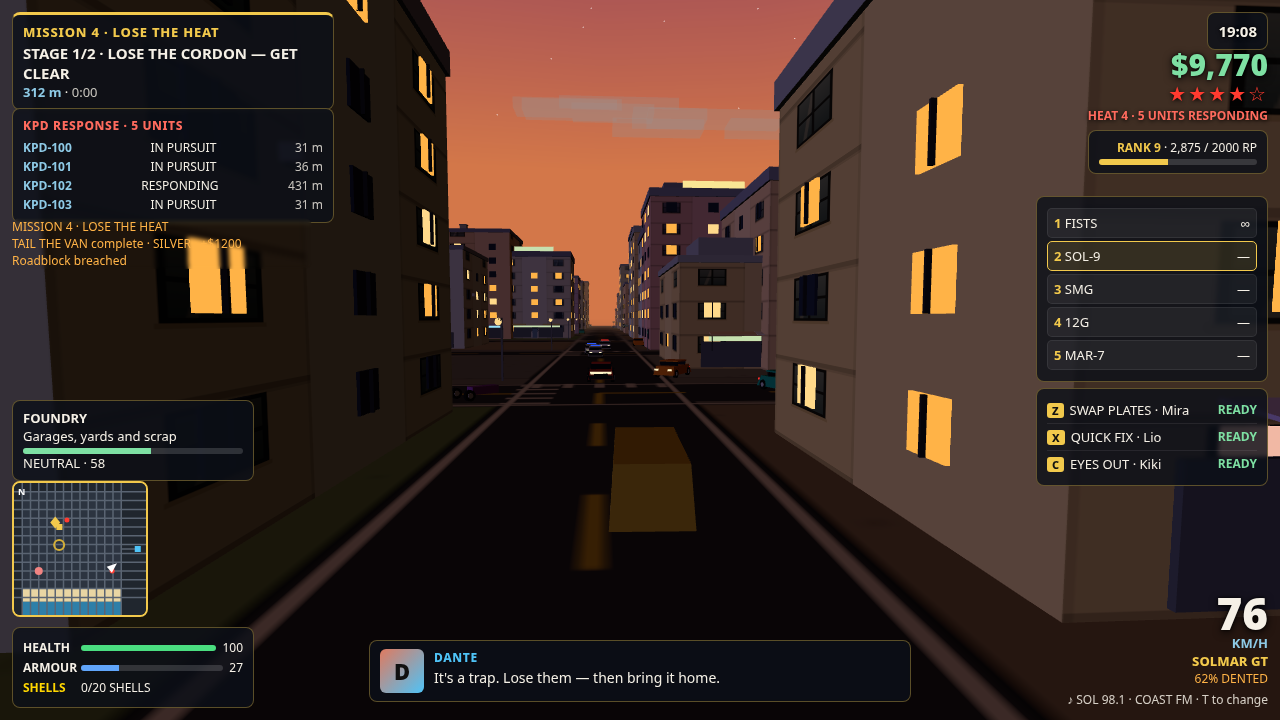 MISSION 4 · LOSE THE HEAT
STAGE 1/2 · LOSE THE CORDON — GET
CLEAR
312 m · 0:00
KPD RESPONSE · 5 UNITS
KPD-100 IN PURSUIT 31 m
KPD-101 IN PURSUIT 36 m
KPD-102 RESPONDING 431 m
KPD-103 IN PURSUIT 31 m
MISSION 4 · LOSE THE HEAT
TAIL THE VAN complete · SILVER · $1200
Roadblock breached
19:08
$9,770
★★★★☆
HEAT 4 · 5 UNITS RESPONDING
RANK 9 · 2,875 / 2000 RP
1 FISTS ∞
2 SOL-9 —
3 SMG —
4 12G —
5 MAR-7 —
Z SWAP PLATES · Mira READY
X QUICK FIX · Lio READY
C EYES OUT · Kiki READY
FOUNDRY
Garages, yards and scrap
NEUTRAL · 58
N
HEALTH 100
ARMOUR 27
SHELLS 0/20 SHELLS
D
DANTE
It's a trap. Lose them — then bring it home.
76
KM/H
SOLMAR GT
62% DENTED
♪ SOL 98.1 · COAST FM · T to change